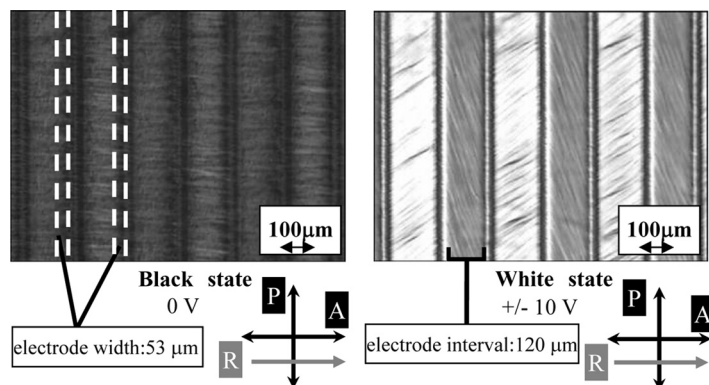 100μm
100μm
Black state
0 V
P
A
R
electrode width:53 μm
White state
+/- 10 V
P
A
R
electrode interval:120 μm